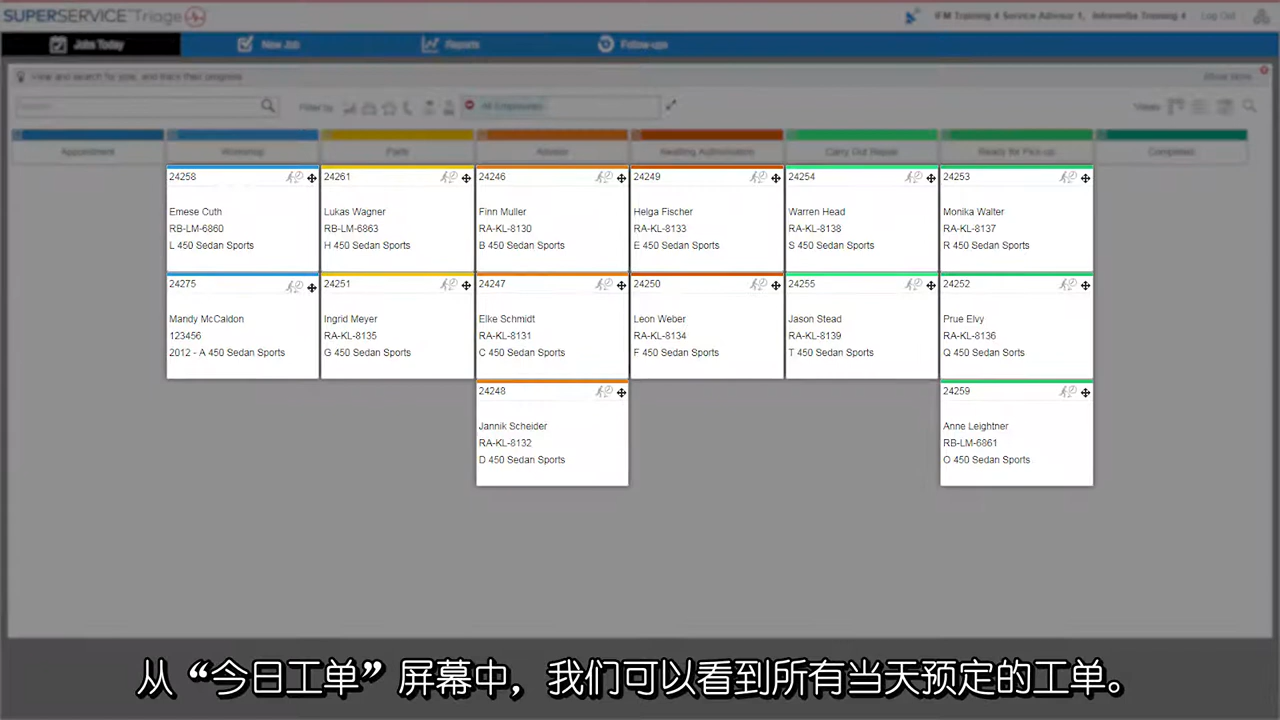 SUPERSERVICE™Triage
IFM Training 4 Service Advisor 1, Infomedia Training 4
Log Out
Jobs Today
New Job
Reports
Follow-ups
View and search for jobs, and track their progress
Show More
Search
Filter by
All Employees
Views
Appointment
Workshop
Parts
Advisor
Awaiting Authorisation
Carry Out Repair
Ready for Pick-up
Completed
24258
Emese Cuth
RB-LM-6860
L 450 Sedan Sports
24261
Lukas Wagner
RB-LM-6863
H 450 Sedan Sports
24246
Finn Muller
RA-KL-8130
B 450 Sedan Sports
24249
Helga Fischer
RA-KL-8133
E 450 Sedan Sports
24254
Warren Head
RA-KL-8138
S 450 Sedan Sports
24253
Monika Walter
RA-KL-8137
R 450 Sedan Sports
24275
Mandy McCaldon
123456
2012 - A 450 Sedan Sports
24251
Ingrid Meyer
RA-KL-8135
G 450 Sedan Sports
24247
Elke Schmidt
RA-KL-8131
C 450 Sedan Sports
24250
Leon Weber
RA-KL-8134
F 450 Sedan Sports
24255
Jason Stead
RA-KL-8139
T 450 Sedan Sports
24252
Prue Elvy
RA-KL-8136
Q 450 Sedan Sorts
24248
Jannik Scheider
RA-KL-8132
D 450 Sedan Sports
24259
Anne Leightner
RB-LM-6861
O 450 Sedan Sports
从“今日工单”屏幕中，我们可以看到所有当天预定的工单。